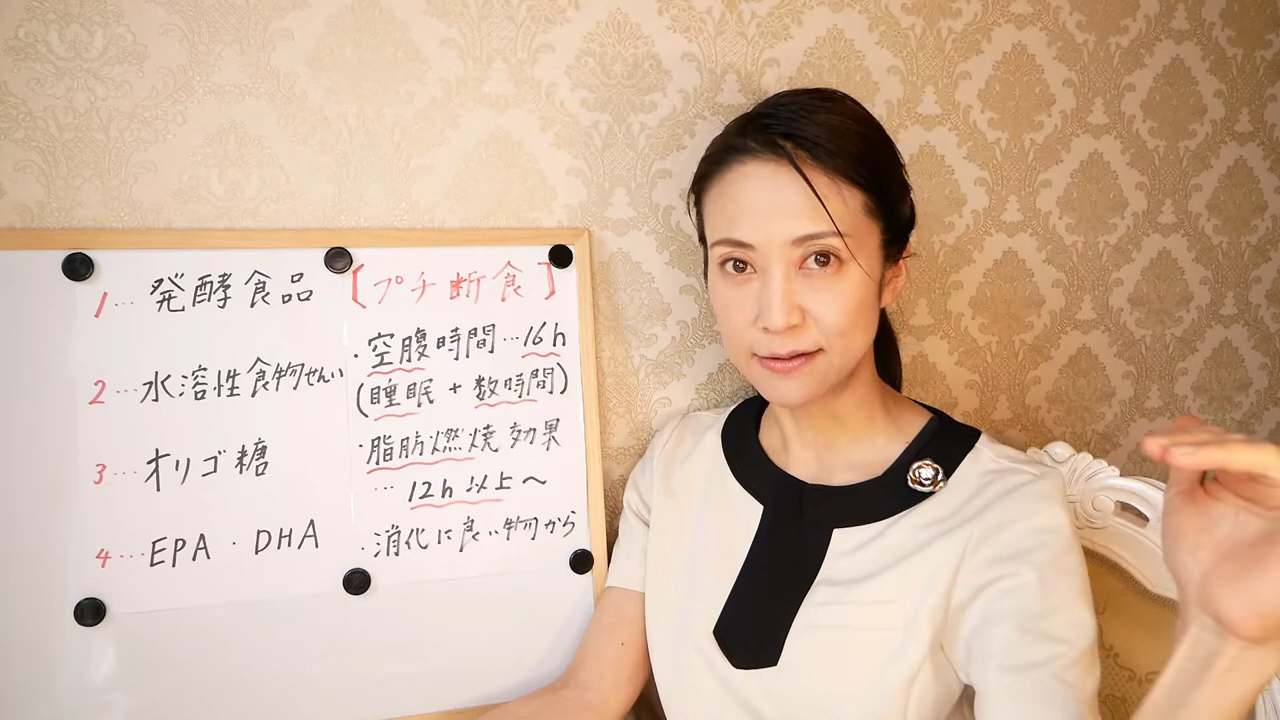 1…発酵食品
2…水溶性食物せんい
3…オリゴ糖
4…EPA・DHA
【プチ断食】
・空腹時間…16h
(睡眠+数時間)
・脂肪燃焼効果
…12h以上～
・消化に良い物から